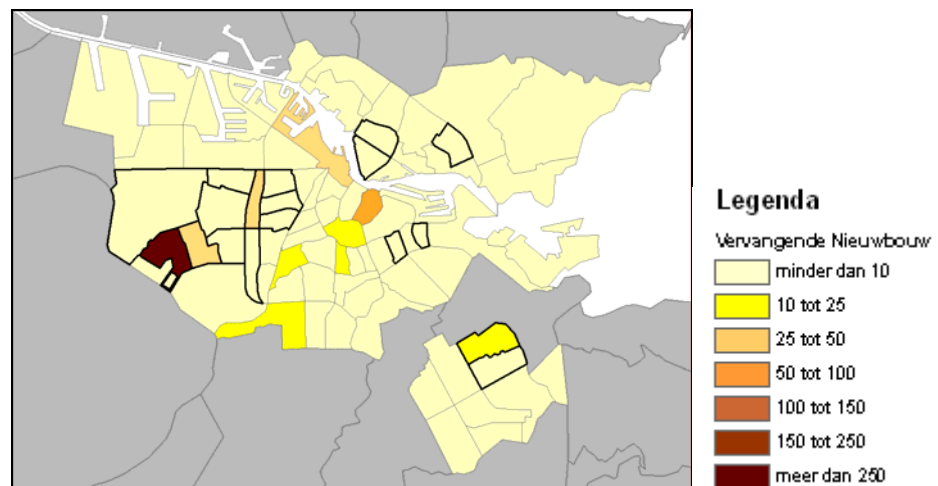 Legenda
Vervangende Nieuwbouw
minder dan 10
10 tot 25
25 tot 50
50 tot 100
100 tot 150
150 tot 250
meer dan 250